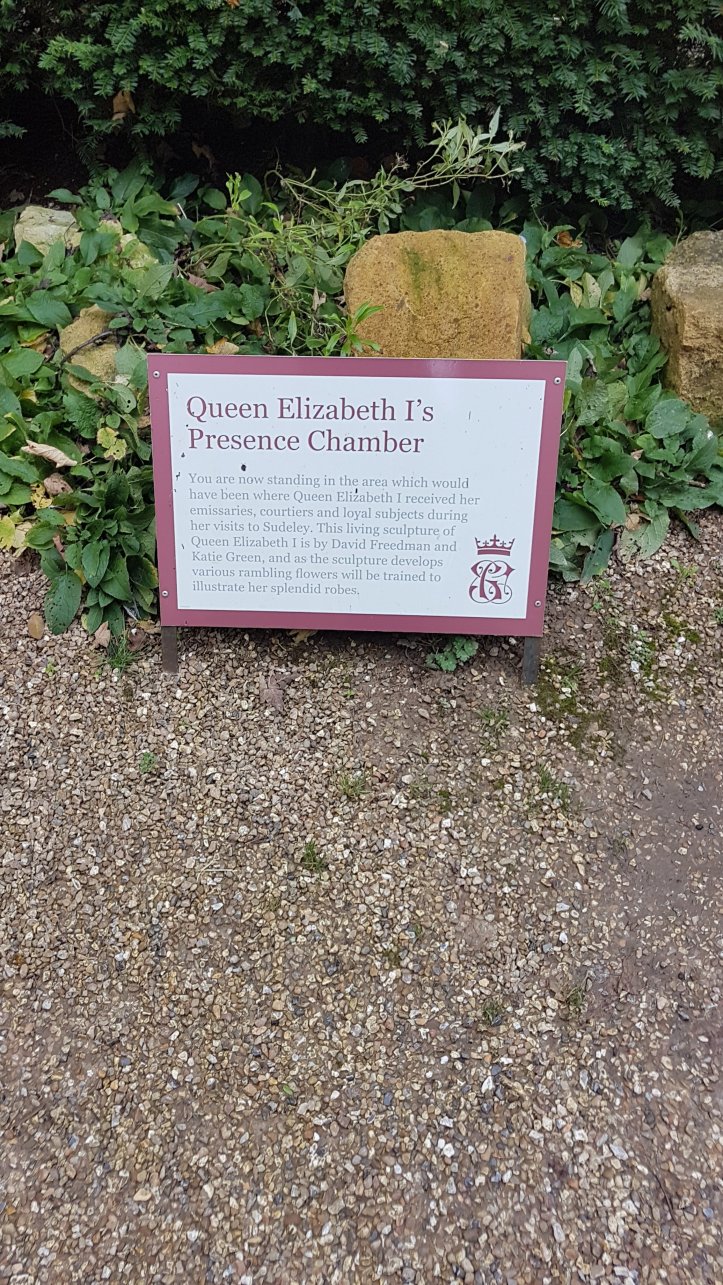 Queen Elizabeth I's
Presence Chamber
You are now standing in the area which would
have been where Queen Elizabeth I received her
emissaries, courtiers and loyal subjects during
her visits to Sudeley. This living sculpture of
Queen Elizabeth I is by David Freedman and
Katie Green, and as the sculpture develops
various rambling flowers will be trained to
illustrate her splendid robes.